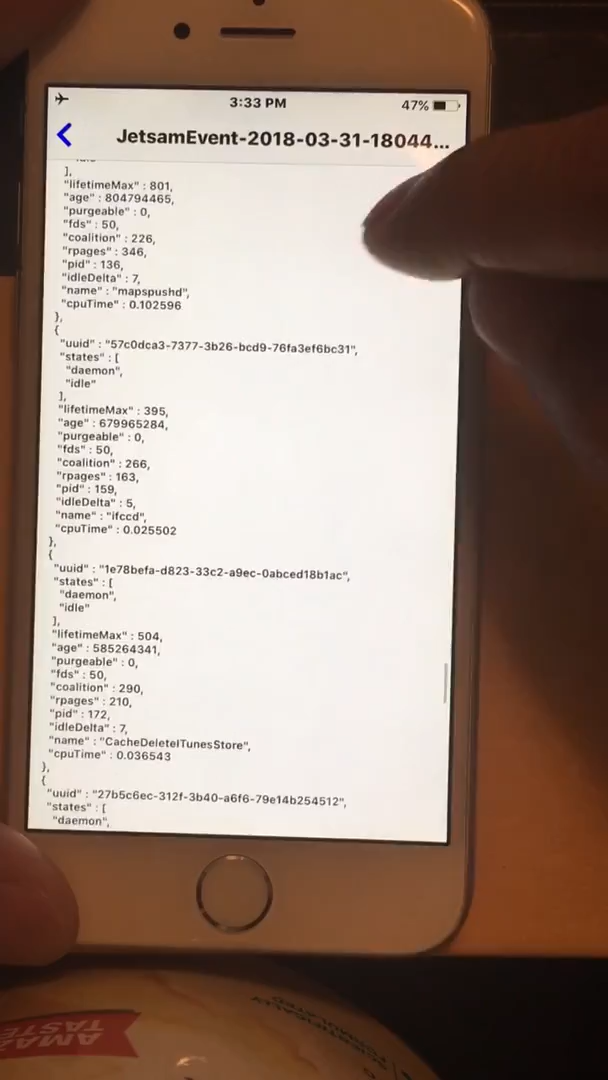 3:33 PM
47%
JetsamEvent-2018-03-31-18044...
],
"lifetimeMax" : 801,
"age" : 804794465,
"purgeable" : 0,
"fds" : 50,
"coalition" : 226,
"rpages" : 346,
"pid" : 136,
"idleDelta" : 7,
"name" : "mapspushd",
"cpuTime" : 0.102596
},
{
"uuid" : "57c0dca3-7377-3b26-bcd9-76fa3ef6bc31",
"states" : [
"daemon",
"idle"
],
"lifetimeMax" : 395,
"age" : 679965284,
"purgeable" : 0,
"fds" : 50,
"coalition" : 266,
"rpages" : 163,
"pid" : 159,
"idleDelta" : 5,
"name" : "ifccd",
"cpuTime" : 0.025502
},
{
"uuid" : "1e78befa-d823-33c2-a9ec-0abced18b1ac",
"states" : [
"daemon",
"idle"
],
"lifetimeMax" : 504,
"age" : 585264341,
"purgeable" : 0,
"fds" : 50,
"coalition" : 290,
"rpages" : 210,
"pid" : 172,
"idleDelta" : 7,
"name" : "CacheDeleteITunesStore",
"cpuTime" : 0.036543
},
{
"uuid" : "27b5c6ec-312f-3b40-a6f6-79e14b254512",
"states" : [
"daemon",
SCIENTIFICALLY
FORMULATED
TASTE